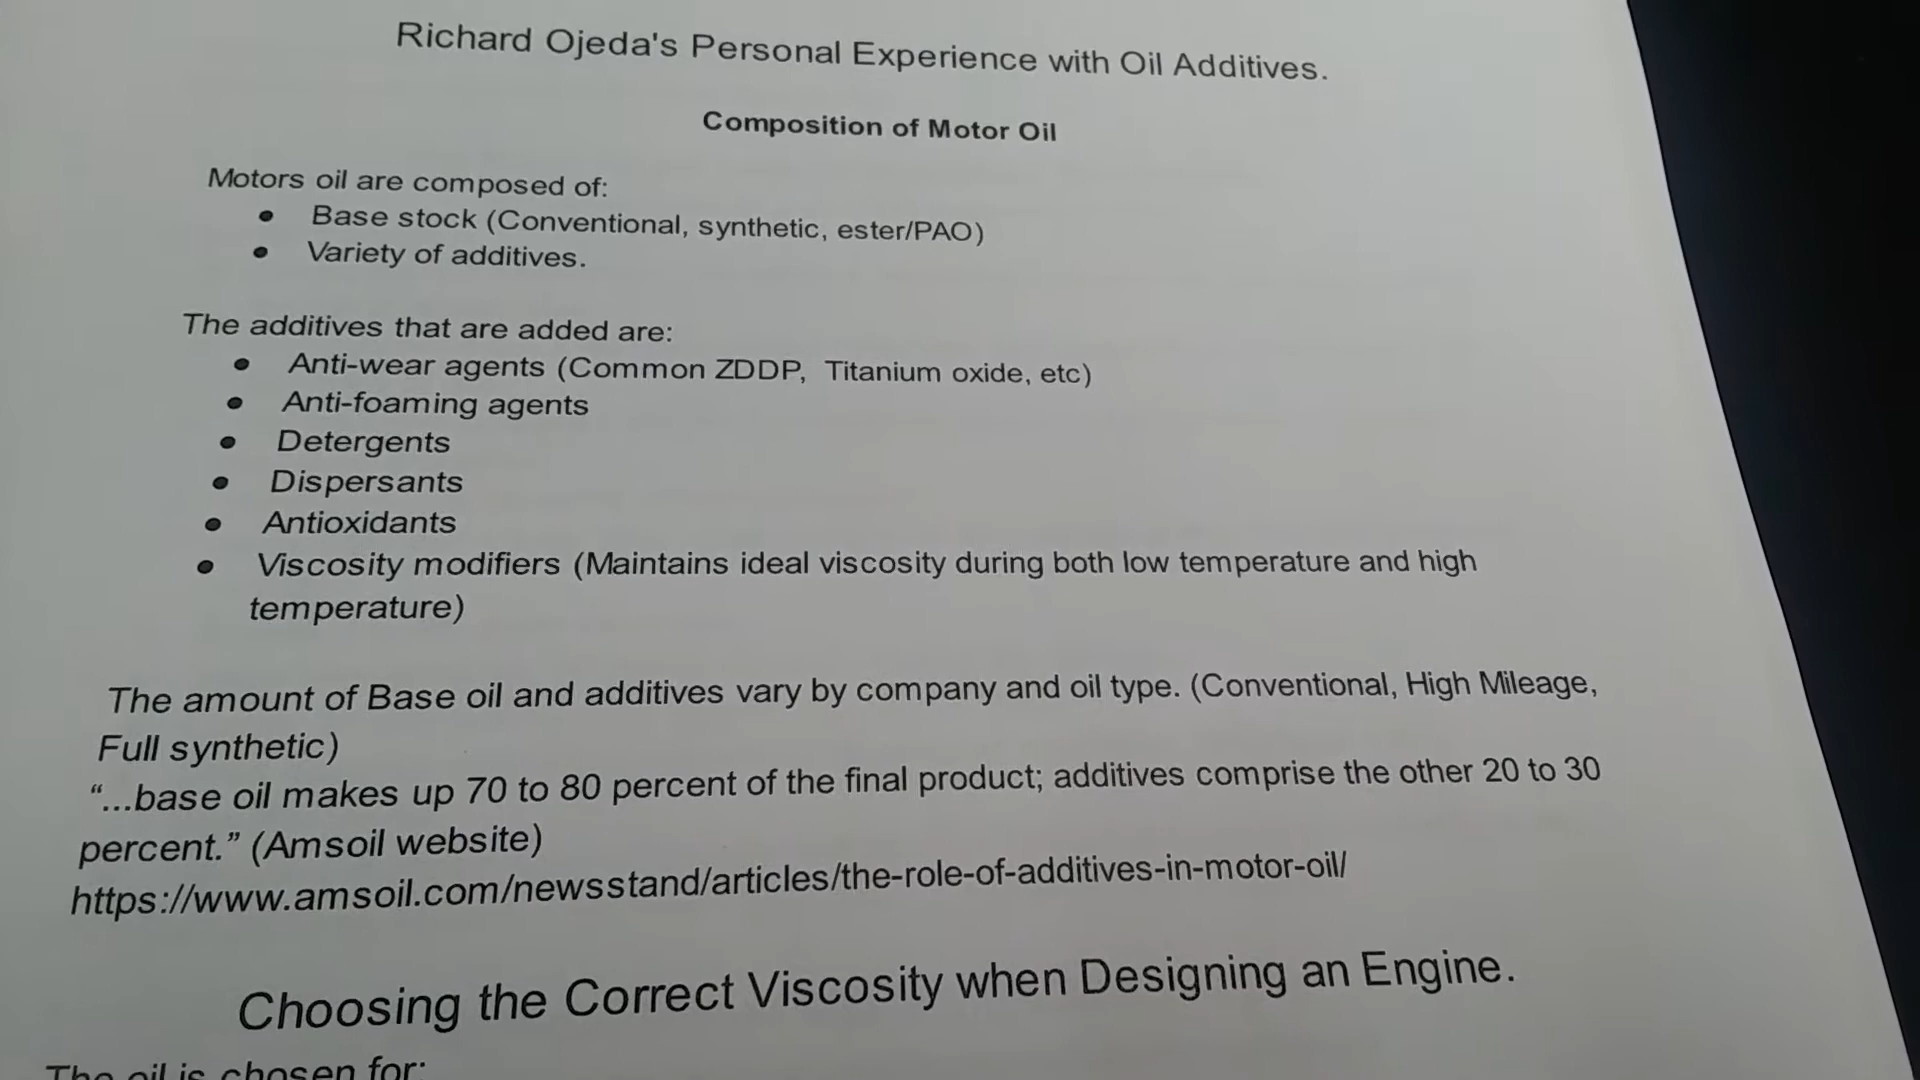 Richard Ojeda's Personal Experience with Oil Additives.
Composition of Motor Oil
Motors oil are composed of:
● Base stock (Conventional, synthetic, ester/PAO)
● Variety of additives.
The additives that are added are:
● Anti-wear agents (Common ZDDP, Titanium oxide, etc)
● Anti-foaming agents
● Detergents
● Dispersants
● Antioxidants
● Viscosity modifiers (Maintains ideal viscosity during both low temperature and high
temperature)
The amount of Base oil and additives vary by company and oil type. (Conventional, High Mileage,
Full synthetic)
“...base oil makes up 70 to 80 percent of the final product; additives comprise the other 20 to 30
percent.” (Amsoil website)
https://www.amsoil.com/newsstand/articles/the-role-of-additives-in-motor-oil/
Choosing the Correct Viscosity when Designing an Engine.
The oil is chosen for: